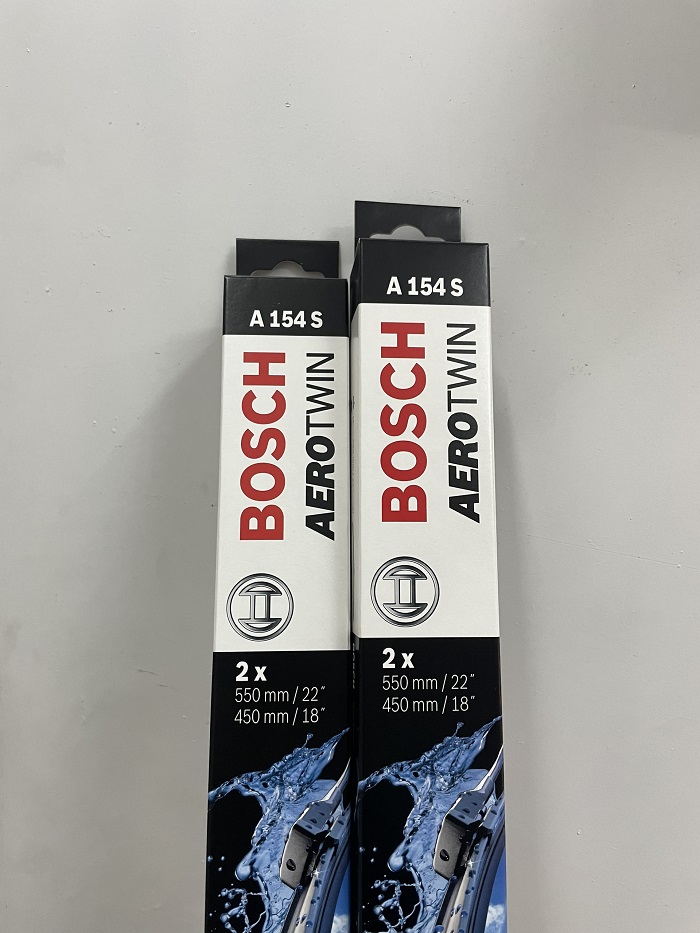 A 154 S
BOSCH
AEROTWIN
2 x
550 mm / 22″
450 mm / 18″
A 154 S
BOSCH
AEROTWIN
2 x
550 mm / 22″
450 mm / 18″